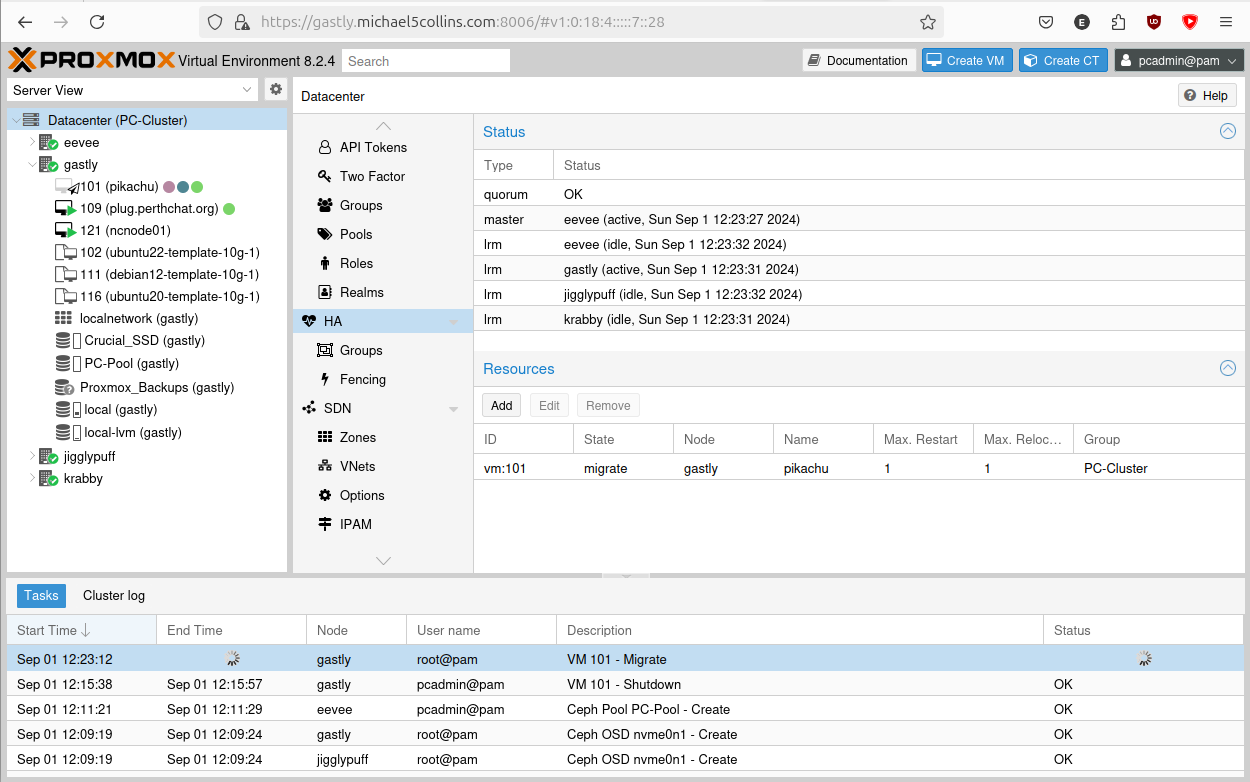 https://gastly.michael5collins.com:8006/#v1:0:18:4:::::7::28
E
UD
PROXMOX Virtual Environment 8.2.4 Search Documentation Create VM Create CT pcadmin@pam
Server View
Datacenter (PC-Cluster)
eevee
gastly
101 (pikachu)
109 (plug.perthchat.org)
121 (ncnode01)
102 (ubuntu22-template-10g-1)
111 (debian12-template-10g-1)
116 (ubuntu20-template-10g-1)
localnetwork (gastly)
Crucial_SSD (gastly)
PC-Pool (gastly)
Proxmox_Backups (gastly)
local (gastly)
local-lvm (gastly)
jigglypuff
krabby
Datacenter Help
API Tokens
Two Factor
Groups
Pools
Roles
Realms
HA
Groups
Fencing
SDN
Zones
VNets
Options
IPAM
Status
Type Status
quorum OK
master eevee (active, Sun Sep 1 12:23:27 2024)
lrm eevee (idle, Sun Sep 1 12:23:32 2024)
lrm gastly (active, Sun Sep 1 12:23:31 2024)
lrm jigglypuff (idle, Sun Sep 1 12:23:32 2024)
lrm krabby (idle, Sun Sep 1 12:23:31 2024)
Resources
Add Edit Remove
ID State Node Name Max. Restart Max. Reloc... Group
vm:101 migrate gastly pikachu 1 1 PC-Cluster
Tasks Cluster log
Start Time End Time Node User name Description Status
Sep 01 12:23:12 gastly root@pam VM 101 - Migrate
Sep 01 12:15:38 Sep 01 12:15:57 gastly pcadmin@pam VM 101 - Shutdown OK
Sep 01 12:11:21 Sep 01 12:11:29 eevee pcadmin@pam Ceph Pool PC-Pool - Create OK
Sep 01 12:09:19 Sep 01 12:09:24 gastly root@pam Ceph OSD nvme0n1 - Create OK
Sep 01 12:09:19 Sep 01 12:09:24 jigglypuff root@pam Ceph OSD nvme0n1 - Create OK